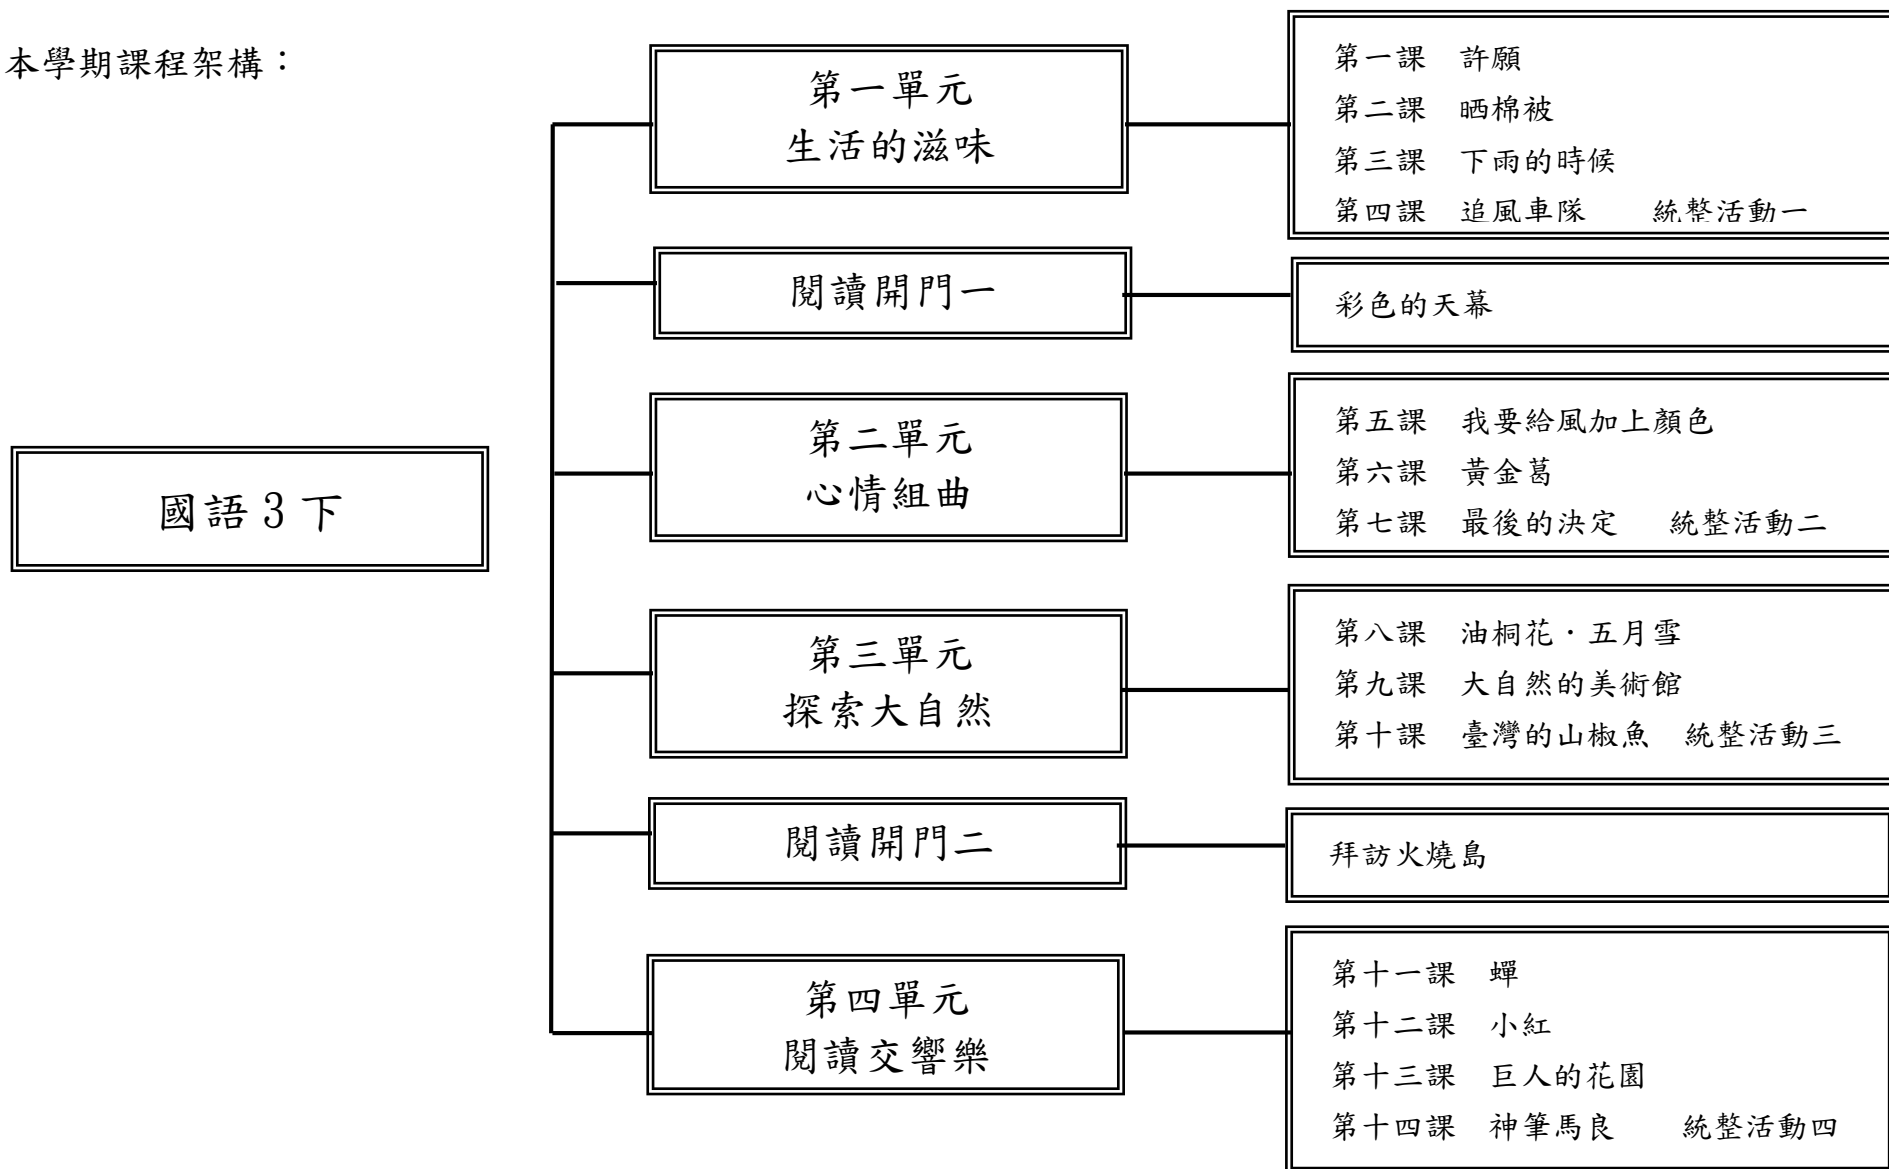 本學期課程架構：
國語 3 下
第一單元
生活的滋味
第一課　許願
第二課　晒棉被
第三課　下雨的時候
第四課　追風車隊　　統整活動一
閱讀開門一
彩色的天幕
第二單元
心情組曲
第五課　我要給風加上顏色
第六課　黃金葛
第七課　最後的決定　　統整活動二
第三單元
探索大自然
第八課　油桐花．五月雪
第九課　大自然的美術館
第十課　臺灣的山椒魚　統整活動三
閱讀開門二
拜訪火燒島
第四單元
閱讀交響樂
第十一課　蟬
第十二課　小紅
第十三課　巨人的花園
第十四課　神筆馬良　　統整活動四